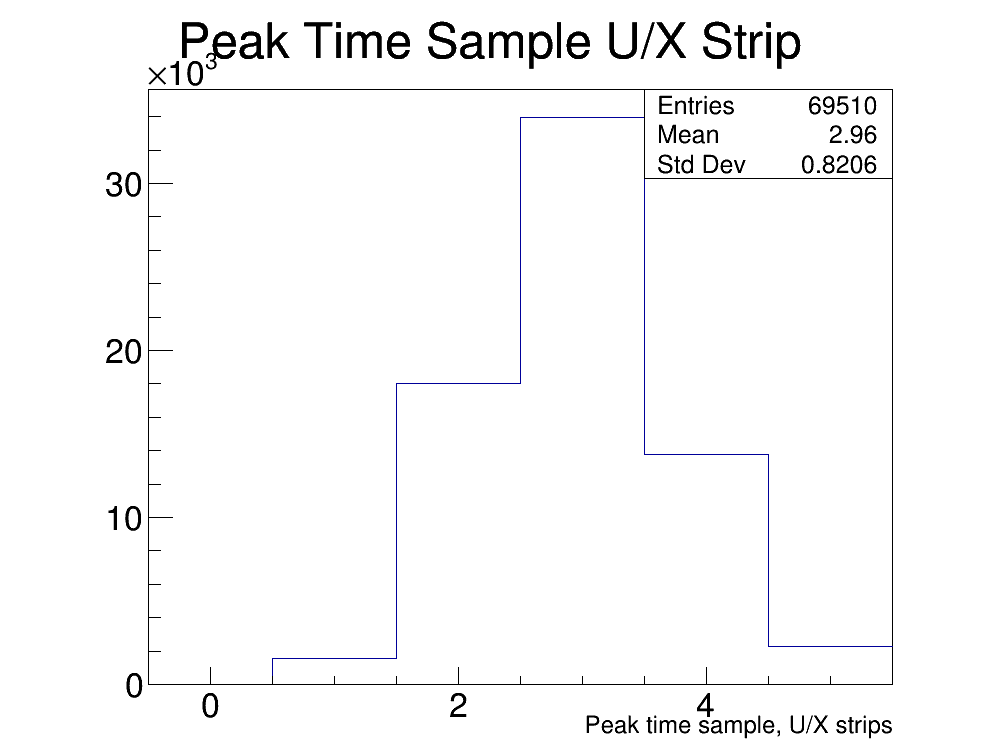 Peak Time Sample U/X Strip
×10³
Entries 69510
Mean 2.96
Std Dev 0.8206
30
20
10
0
0 2 4
Peak time sample, U/X strips